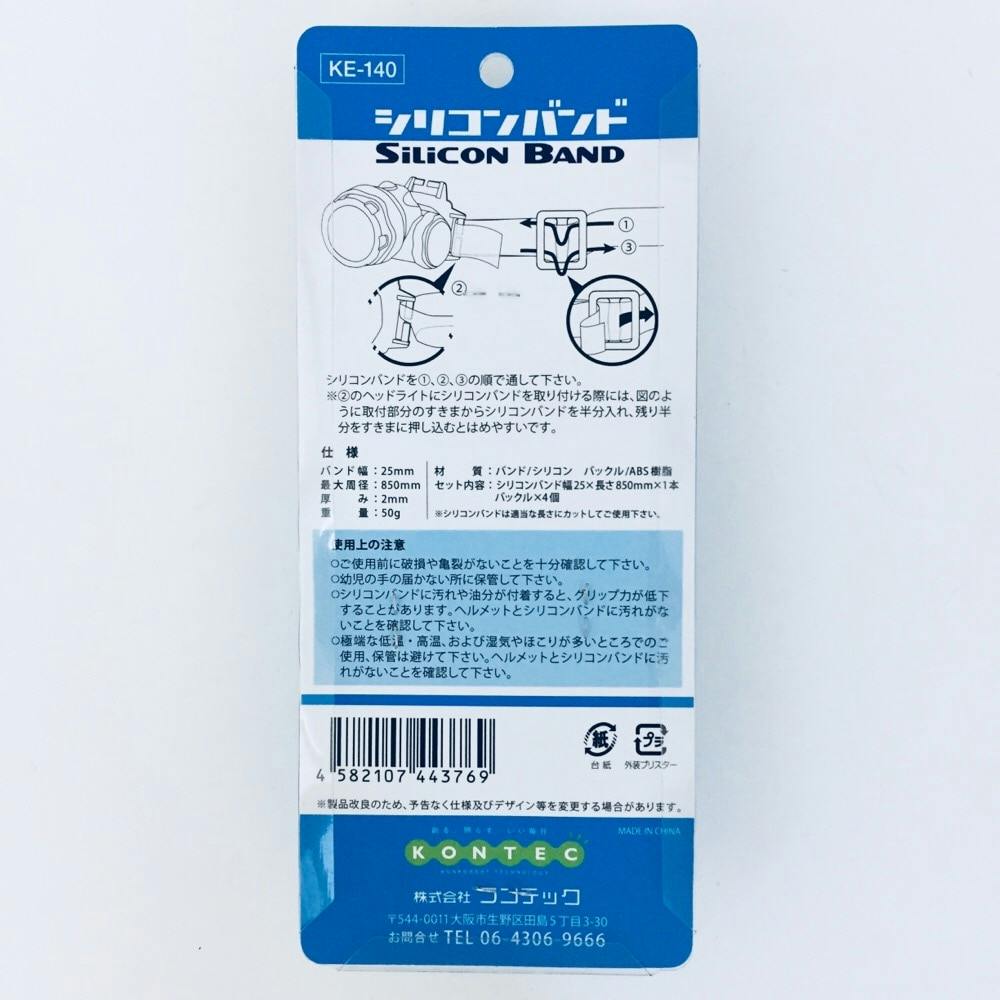 KE-140
シリコンバンド
SILICON BAND
①
③
②
シリコンバンドを①、②、③の順で通して下さい。
※②のヘッドライトにシリコンバンドを取り付ける際には、図のよ
うに取付部分のすきまからシリコンバンドを半分入れ、残り半
分をすきまに押し込むとはめやすいです。
仕 様
バンド幅：25mm
最大周径：850mm
厚 み：2mm
重 量：50g
材 質：バンド/シリコン バックル/ABS樹脂
セット内容：シリコンバンド幅25×長さ850mm×1本
バックル×4個
※シリコンバンドは適当な長さにカットしてご使用下さい。
使用上の注意
○ご使用前に破損や亀裂がないことを十分確認して下さい。
○幼児の手の届かない所に保管して下さい。
○シリコンバンドに汚れや油分が付着すると、グリップ力が低下
することがあります。ヘルメットとシリコンバンドに汚れがな
いことを確認して下さい。
○極端な低温・高温、および湿気やほこりが多いところでのご
使用、保管は避けて下さい。ヘルメットとシリコンバンドに汚
れがないことを確認して下さい。
4 582107 443769
紙
台紙
プラ
外装ブリスター
※製品改良のため、予告なく仕様及びデザイン等を変更する場合があります。
MADE IN CHINA
創る、照らす、いい毎日
KONTEC
KONPONENT TECHNOLOGY
株式会社 コンテック
〒544-0011大阪市生野区田島5丁目3-30
お問合せ TEL 06-4306-9666